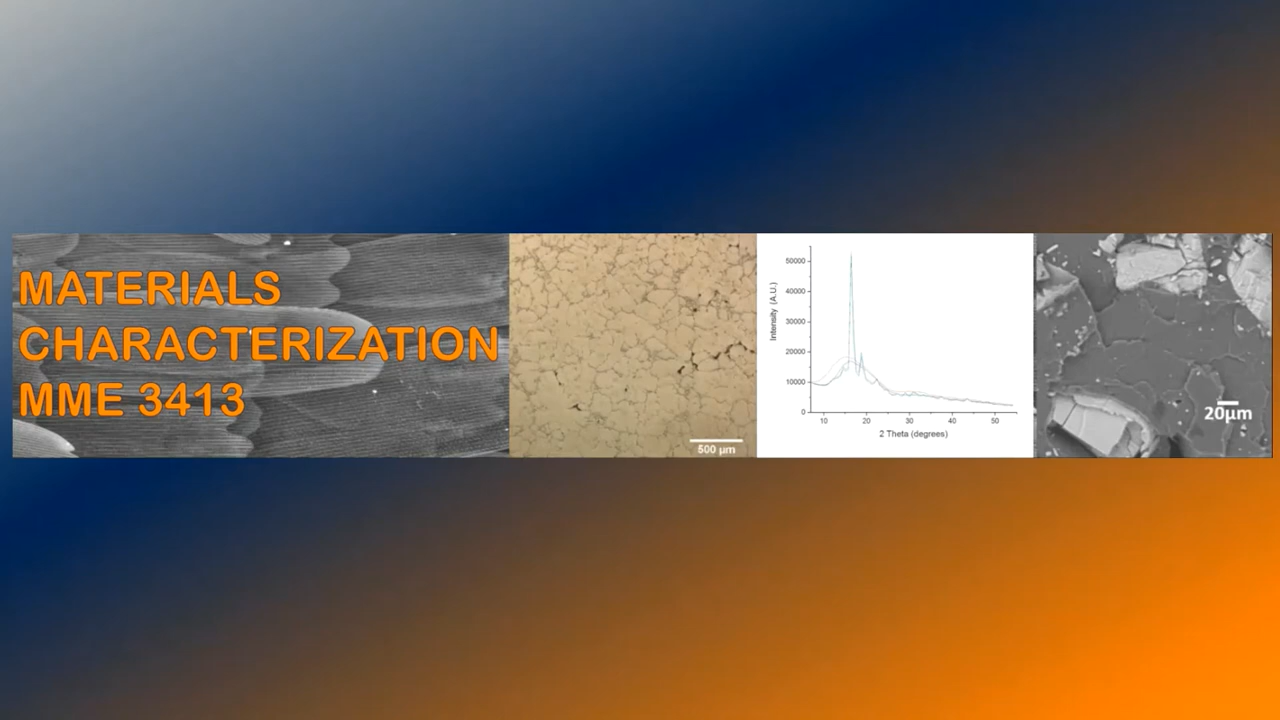 MATERIALS
CHARACTERIZATION
MME 3413
500 µm
50000
40000
30000
20000
10000
0
Intensity (A.U.)
10 20 30 40 50
2 Theta (degrees)
20µm